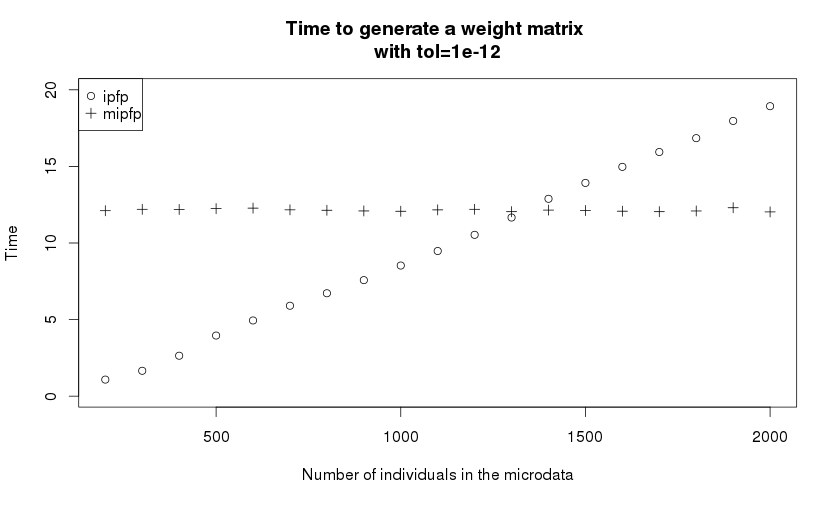 Time to generate a weight matrix
with tol=1e-12
ipfp
mipfp
20
15
10
5
0
Time
500 1000 1500 2000
Number of individuals in the microdata